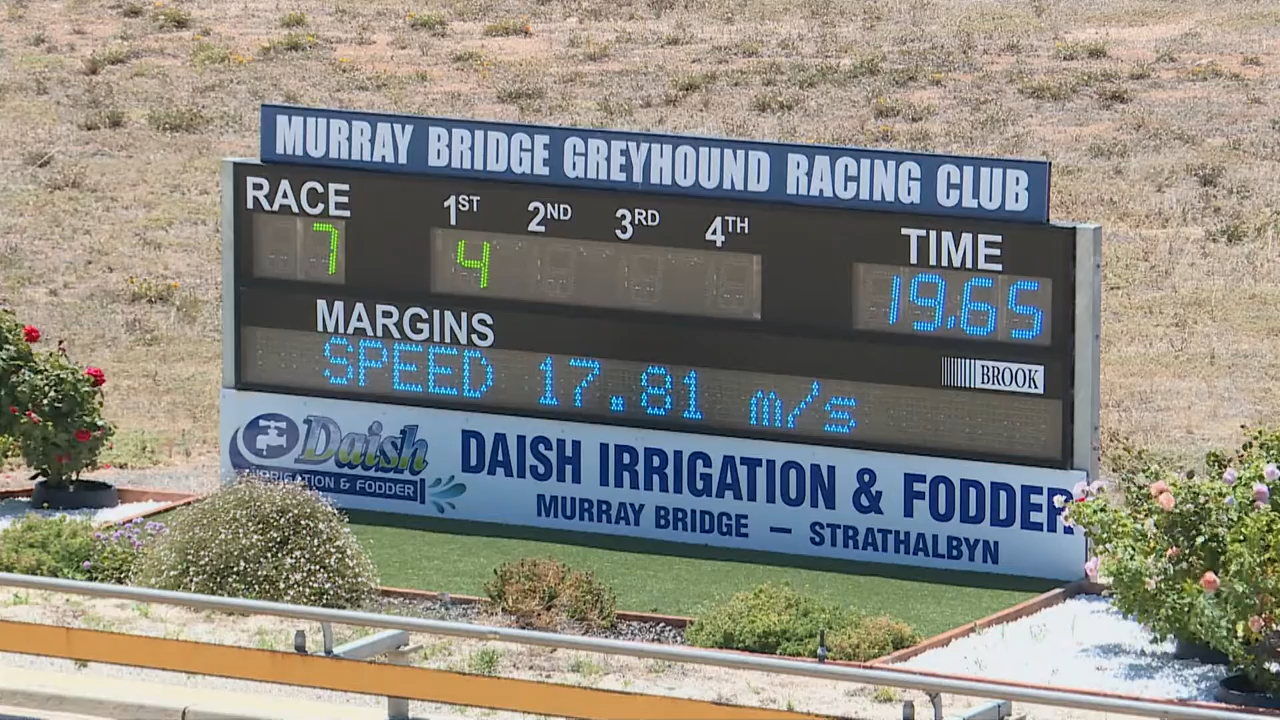 MURRAY BRIDGE GREYHOUND RACING CLUB
RACE 1ST 2ND 3RD 4TH TIME
7 4 19.65
MARGINS
BROOK
SPEED 17.81 m/s
Daish
IRRIGATION & FODDER
DAISH IRRIGATION & FODDER
MURRAY BRIDGE – STRATHALBYN